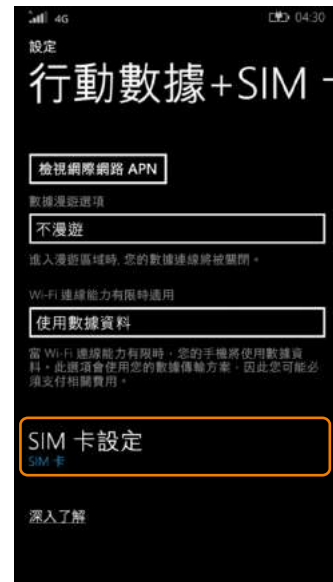 4G 04:30
設定
行動數據+SIM
檢視網際網路 APN
數據漫遊選項
不漫遊
進入漫遊區域時, 您的數據連線將被關閉。
Wi-Fi 連線能力有限時適用
使用數據資料
當 Wi-Fi 連線能力有限時，您的手機將使用數據資
料。此選項會使用您的數據傳輸方案，因此您可能必
須支付相關費用。
SIM 卡設定
SIM 卡
深入了解